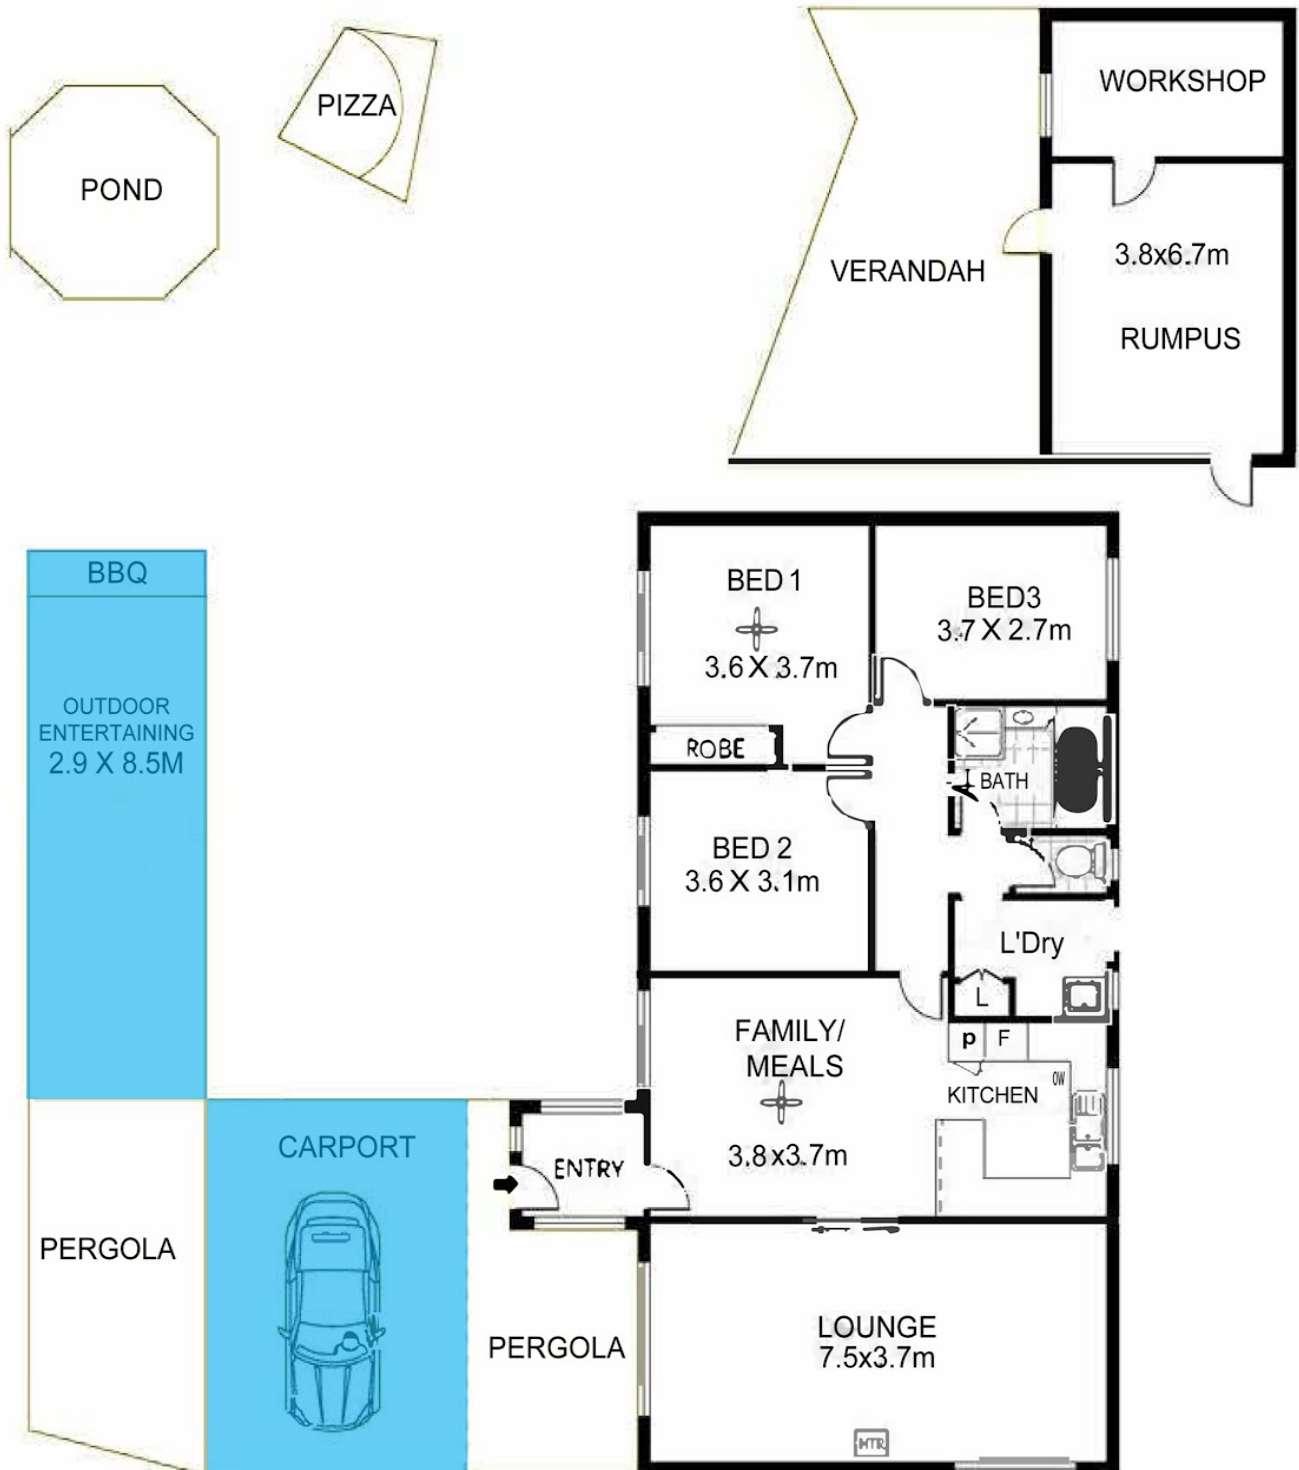 PIZZA
POND
WORKSHOP
VERANDAH
3.8x6.7m
RUMPUS
BBQ
OUTDOOR
ENTERTAINING
2.9 X 8.5M
BED 1
3.6 X 3.7m
BED3
3.7 X 2.7m
ROBE
BATH
BED 2
3.6 X 3.1m
L'Dry
L
FAMILY/
MEALS
3.8x3.7m
p
F
OW
KITCHEN
CARPORT
ENTRY
PERGOLA
PERGOLA
LOUNGE
7.5x3.7m
HTR